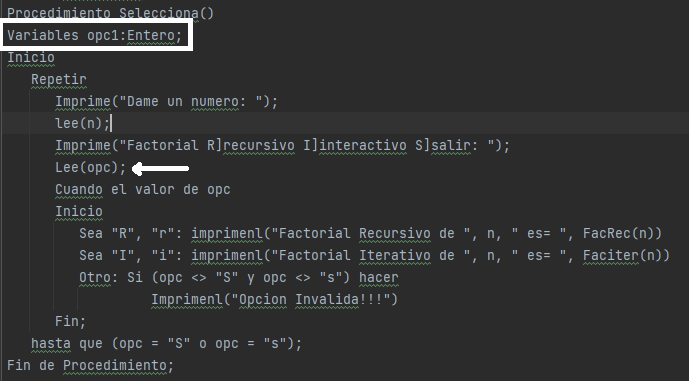 Procedimiento Selecciona()
Variables opc1:Entero;
Inicio
Repetir
Imprime("Dame un numero: ");
lee(n);
Imprime("Factorial R]recursivo I]interactivo S]salir: ");
Lee(opc);
Cuando el valor de opc
Inicio
Sea "R", "r": imprimenl("Factorial Recursivo de ", n, " es= ", FacRec(n))
Sea "I", "i": imprimenl("Factorial Iterativo de ", n, " es= ", Faciter(n))
Otro: Si (opc <> "S" y opc <> "s") hacer
Imprimenl("Opcion Invalida!!!")
Fin;
hasta que (opc = "S" o opc = "s");
Fin de Procedimiento;